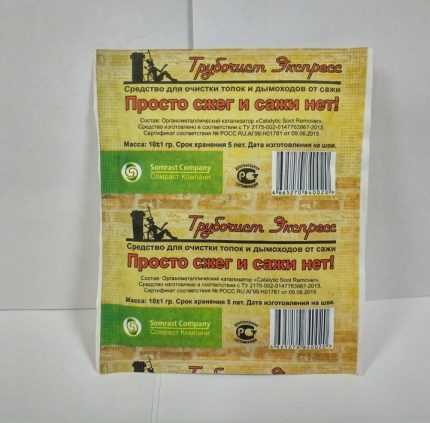 Трубочист Экспресс
Средство для очистки топок и дымоходов от сажи
Просто сжег и сажи нет!
Состав: Органометаллический катализатор «Catalytic Soot Remover».
Средство изготовлено в соответствии с ТУ 2175-002-0147763867-2013.
Сертификат соответствия № РОСС RU.АГ99.Н01781 от 09.06.2015
Масса: 10±1 гр. Срок хранения 5 лет. Дата изготовления на шве.
Somrast Company
Сомраст Компани
Трубочист Экспресс
Средство для очистки топок и дымоходов от сажи
Просто сжег и сажи нет!
Состав: Органометаллический катализатор «Catalytic Soot Remover».
Средство изготовлено в соответствии с ТУ 2175-002-0147763867-2013.
Сертификат соответствия № РОСС RU.АГ99.Н01781 от 09.06.2015
Масса: 10±1 гр. Срок хранения 5 лет. Дата изготовления на шве.
Somrast Company
Сомраст Компани